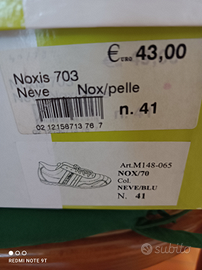 € EURO 43,00
Noxis 703
Neve Nox/pelle
n. 41
02 12156713 76 7
Art.M148-065
NOX/70
Col.
NEVE/BLU
N. 41
subito
REDMI NOTE 9T